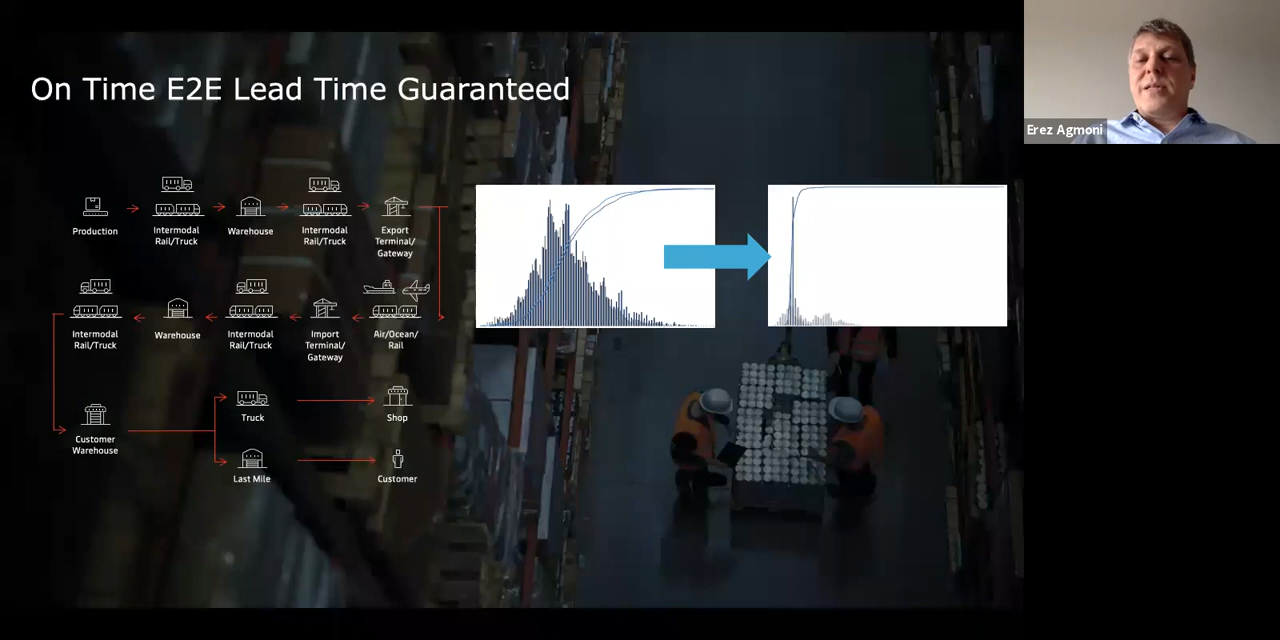 On Time E2E Lead Time Guaranteed
Erez Agmoni
Production
Intermodal
Rail/Truck
Warehouse
Intermodal
Rail/Truck
Export
Terminal/
Gateway
Intermodal
Rail/Truck
Warehouse
Intermodal
Rail/Truck
Import
Terminal/
Gateway
Air/Ocean/
Rail
Customer
Warehouse
Truck
Shop
Last Mile
Customer